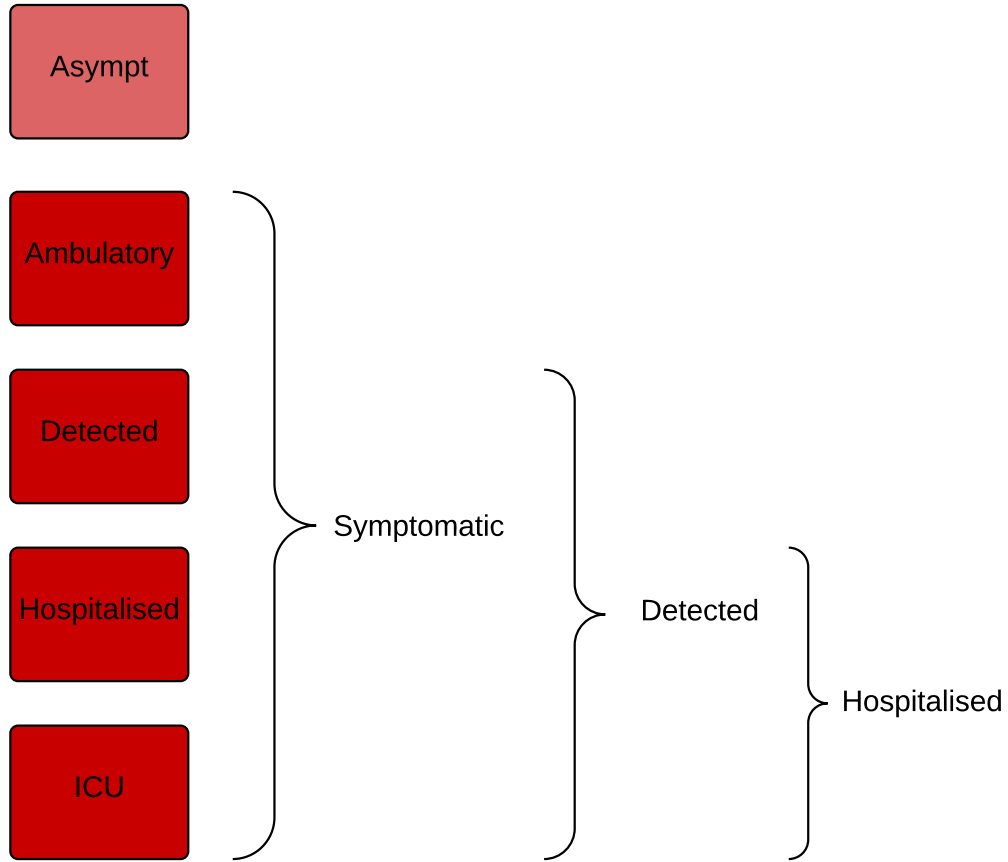 Asympt
Ambulatory
Detected
Hospitalised
ICU
Symptomatic
Detected
Hospitalised